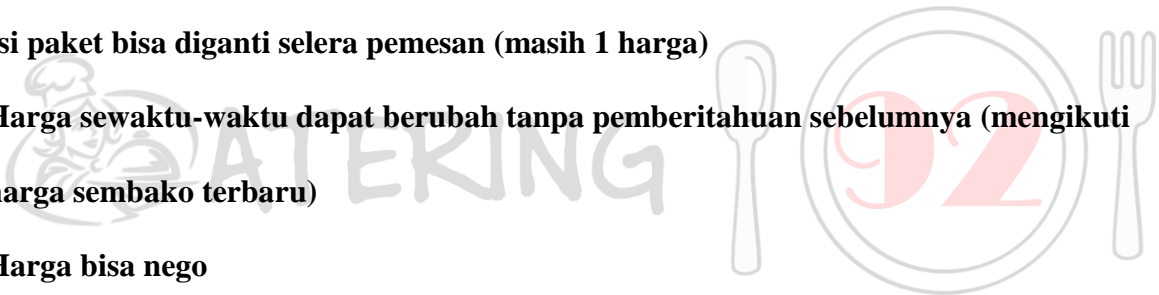 si paket bisa diganti selera pemesan (masih 1 harga)
Harga sewaktu-waktu dapat berubah tanpa pemberitahuan sebelumnya (mengikuti
harga sembako terbaru)
Harga bisa nego
ATERING 92